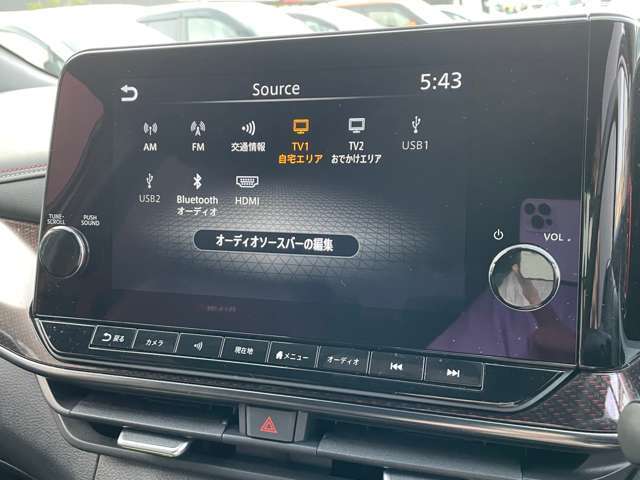 Source
5:43
AM
FM
交通情報
TV1
自宅エリア
TV2
おでかけエリア
USB1
USB2
Bluetooth
オーディオ
HDMI
オーディオソースバーの編集
TUNE·
SCROLL
PUSH
SOUND
VOL
戻る
カメラ
現在地
メニュー
オーディオ